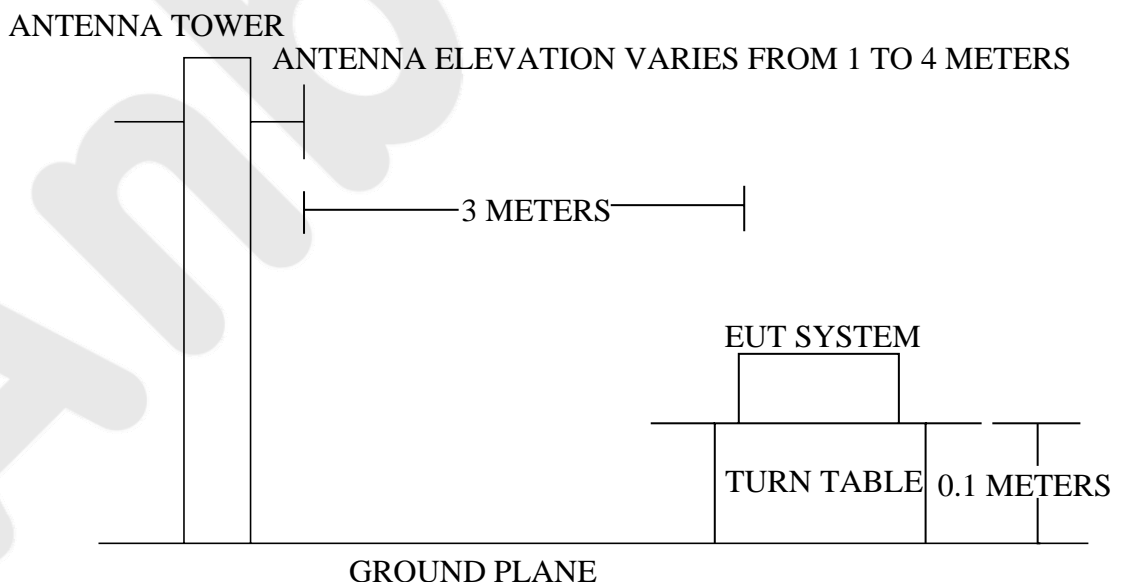 ANTENNA TOWER
ANTENNA ELEVATION VARIES FROM 1 TO 4 METERS
3 METERS
EUT SYSTEM
TURN TABLE
0.1 METERS
GROUND PLANE